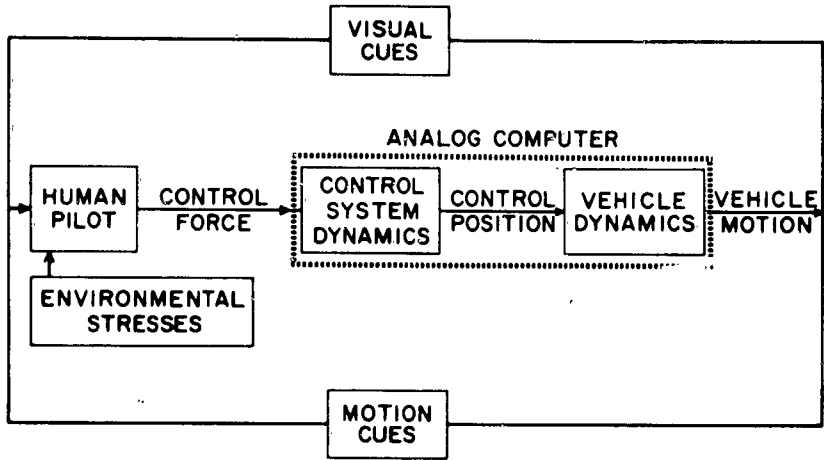 VISUAL
CUES
ANALOG COMPUTER
HUMAN
PILOT
CONTROL
FORCE
CONTROL
SYSTEM
DYNAMICS
CONTROL
POSITION
VEHICLE
DYNAMICS
VEHICLE
MOTION
ENVIRONMENTAL
STRESSES
MOTION
CUES